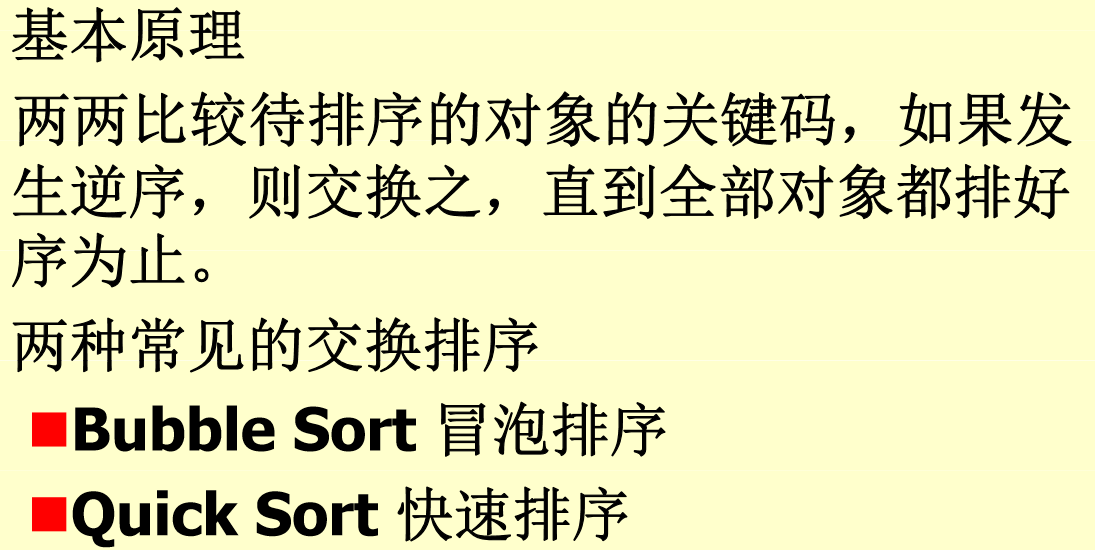 基本原理
两两比较待排序的对象的关键码，如果发
生逆序，则交换之，直到全部对象都排好
序为止。
两种常见的交换排序
■Bubble Sort 冒泡排序
■Quick Sort 快速排序